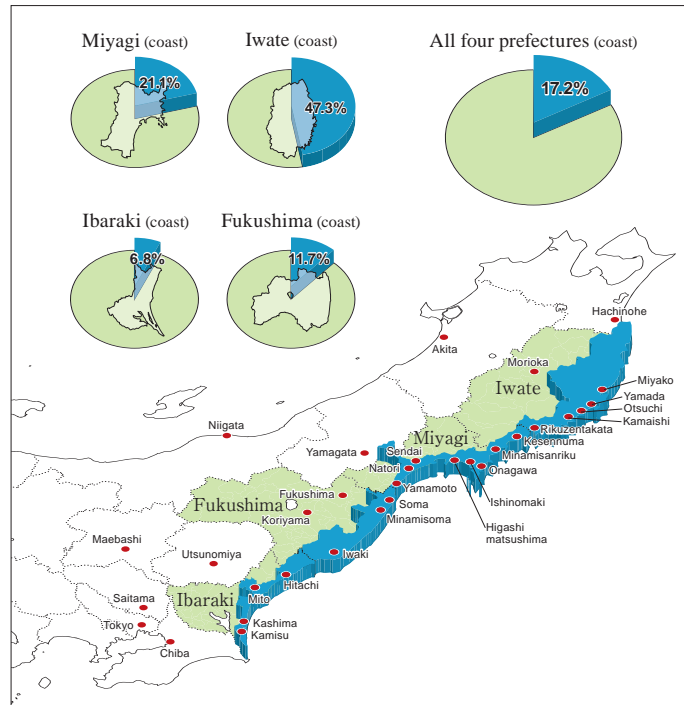 Miyagi (coast)
21.1%
Iwate (coast)
47.3%
All four prefectures (coast)
17.2%
Ibaraki (coast)
6.8%
Fukushima (coast)
11.7%
Hachinohe
Akita
Morioka
Iwate
Miyako
Yamada
Otsuchi
Kamaishi
Rikuzentakata
Kesennuma
Minamisanriku
Miyagi
Niigata
Yamagata
Sendai
Natori
Onagawa
Ishinomaki
Higashi
matsushima
Yamamoto
Soma
Minamisoma
Fukushima
Fukushima
Koriyama
Maebashi
Utsunomiya
Iwaki
Hitachi
Mito
Ibaraki
Saitama
Tokyo
Chiba
Kashima
Kamisu